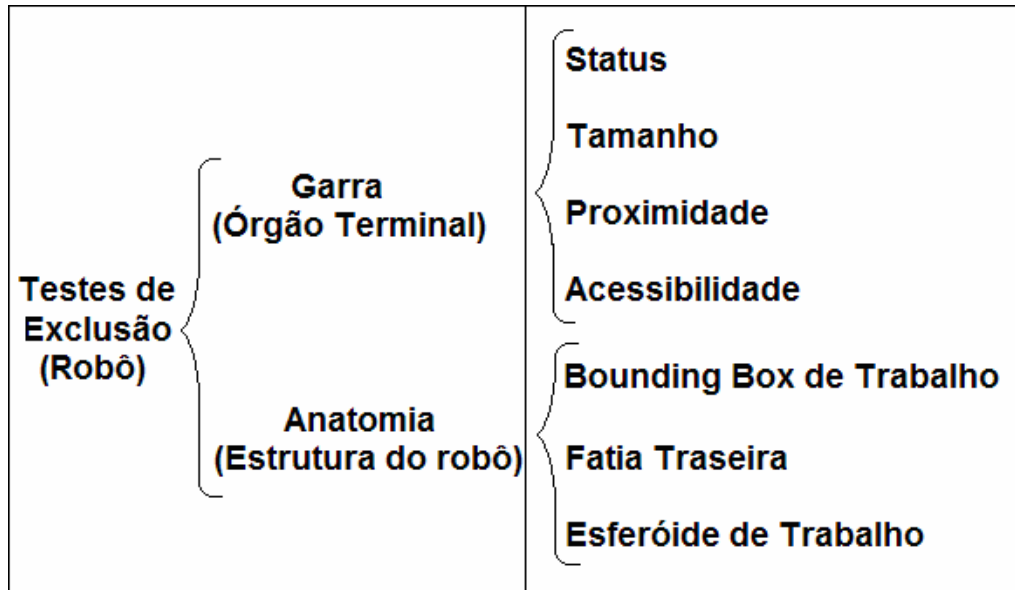 Testes de
Exclusão
(Robô)
Garra
(Órgão Terminal)
Anatomia
(Estrutura do robô)
Status
Tamanho
Proximidade
Acessibilidade
Bounding Box de Trabalho
Fatia Traseira
Esferóide de Trabalho